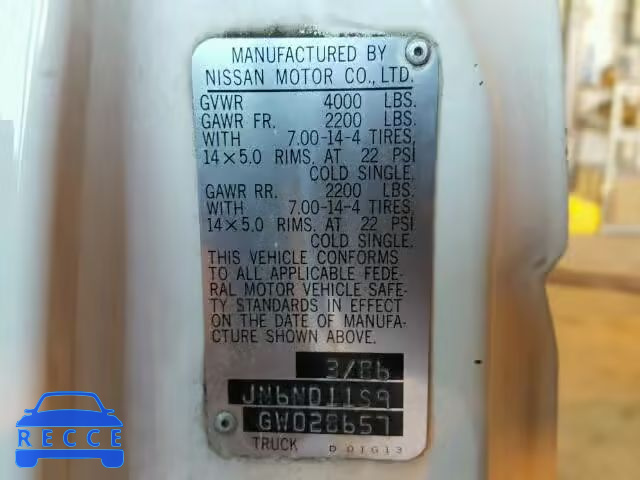 MANUFACTURED BY
NISSAN MOTOR CO., LTD.
GVWR 4000 LBS.
GAWR FR. 2200 LBS.
WITH 7.00-14-4 TIRES,
14×5.0 RIMS, AT 22 PSI
COLD SINGLE.
GAWR RR. 2200 LBS.
WITH 7.00-14-4 TIRES,
14×5.0 RIMS, AT 22 PSI
COLD SINGLE.
THIS VEHICLE CONFORMS
TO ALL APPLICABLE FEDE-
RAL MOTOR VEHICLE SAFE-
TY STANDARDS IN EFFECT
ON THE DATE OF MANUFA-
CTURE SHOWN ABOVE.
3/86
JN6ND11S9
GW028657
TRUCK D 01G13
RECCE